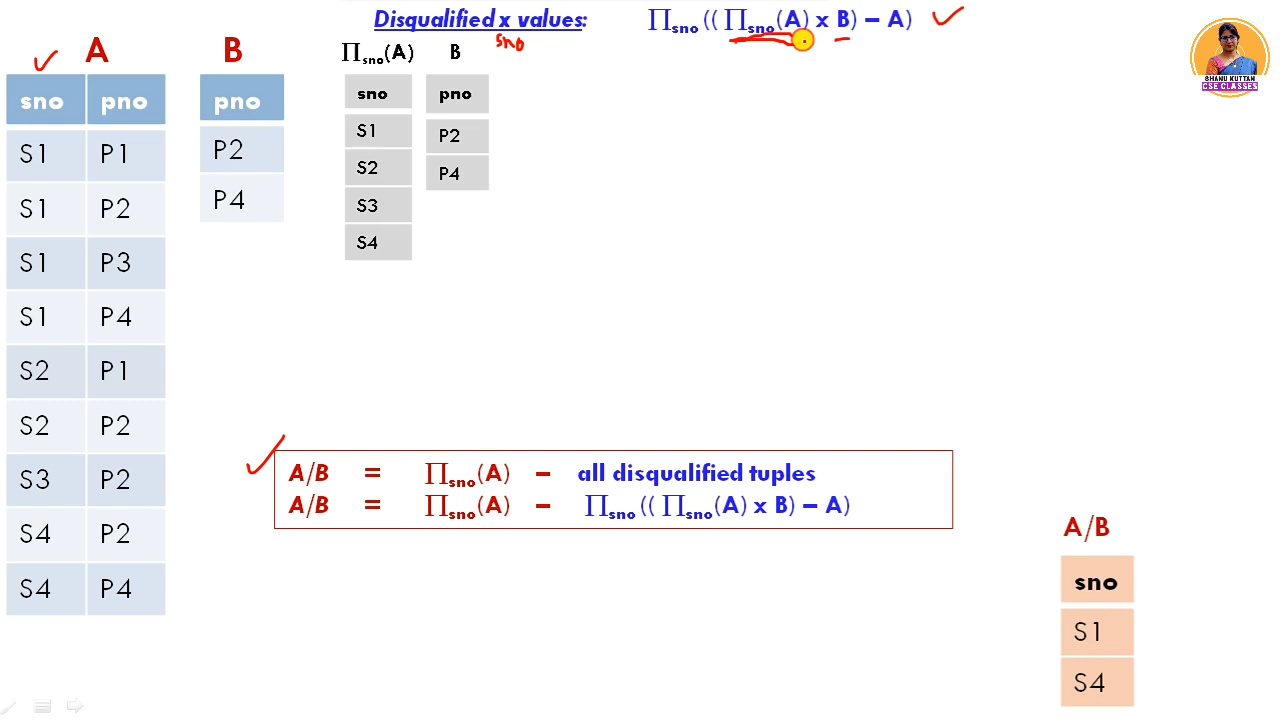 Disqualified x values: ∏sno (( ∏sno(A) x B) – A)
sno
A
sno pno
S1 P1
S1 P2
S1 P3
S1 P4
S2 P1
S2 P2
S3 P2
S4 P2
S4 P4
B
pno
P2
P4
∏sno(A)
sno
S1
S2
S3
S4
B
pno
P2
P4
BHANU KUTTAN
CSE CLASSES
A/B = ∏sno(A) – all disqualified tuples
A/B = ∏sno(A) – ∏sno (( ∏sno(A) x B) – A)
A/B
sno
S1
S4